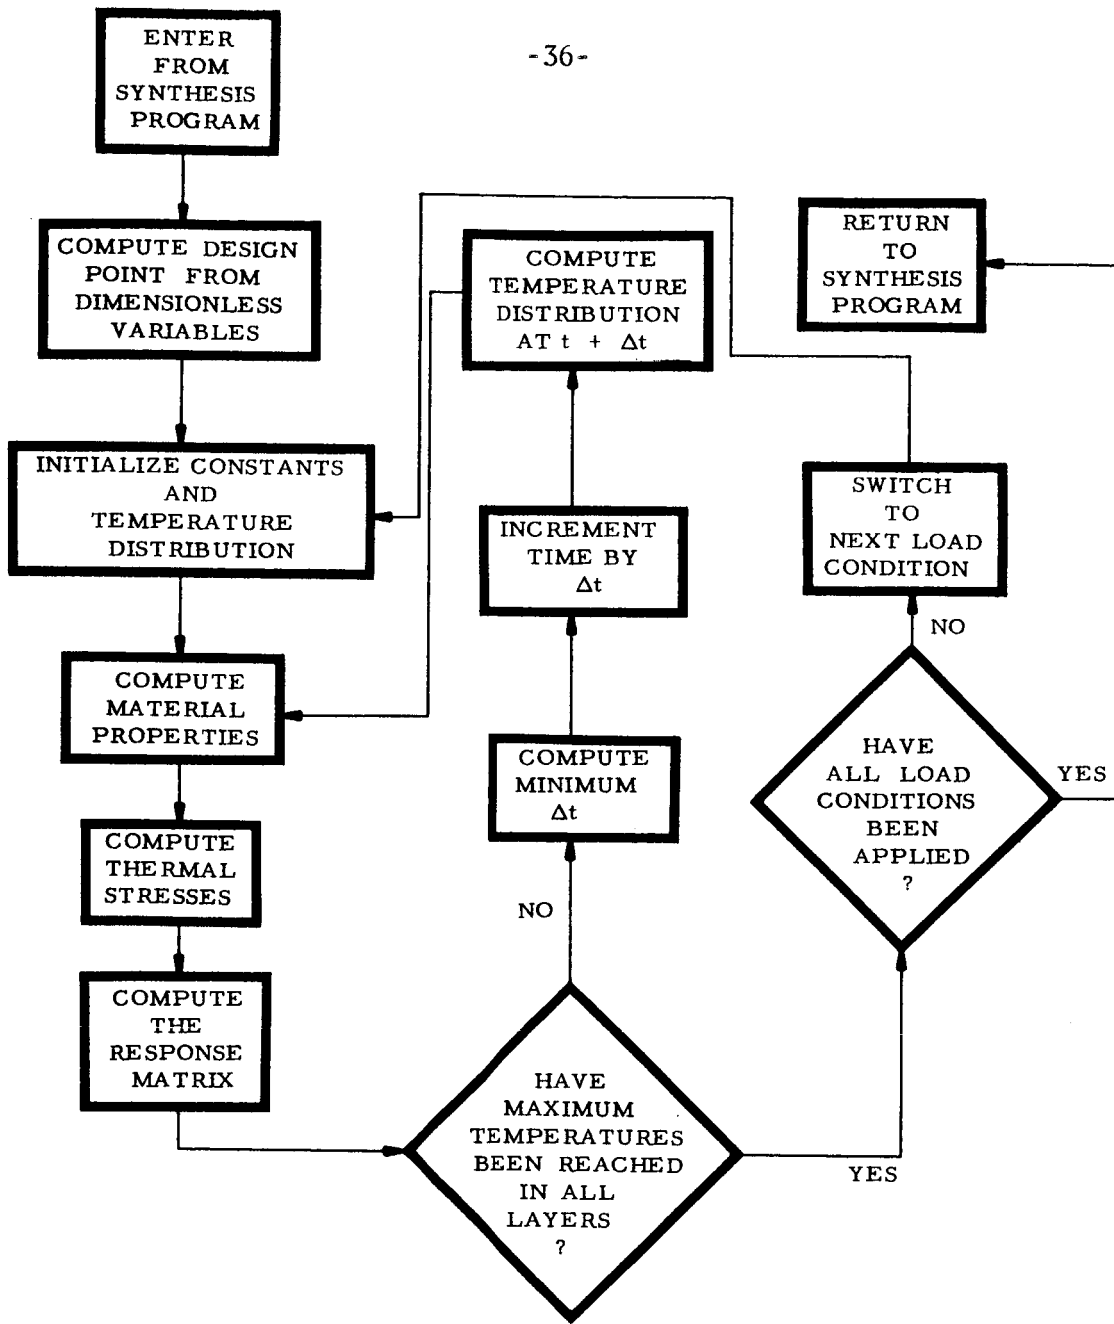 -36-
ENTER
FROM
SYNTHESIS
PROGRAM
COMPUTE DESIGN
POINT FROM
DIMENSIONLESS
VARIABLES
INITIALIZE CONSTANTS
AND
TEMPERATURE
DISTRIBUTION
COMPUTE
MATERIAL
PROPERTIES
COMPUTE
THERMAL
STRESSES
COMPUTE
THE
RESPONSE
MATRIX
HAVE
MAXIMUM
TEMPERATURES
BEEN REACHED
IN ALL
LAYERS
?
NO
COMPUTE
MINIMUM
Δt
INCREMENT
TIME BY
Δt
COMPUTE
TEMPERATURE
DISTRIBUTION
AT t + Δt
YES
HAVE
ALL LOAD
CONDITIONS
BEEN
APPLIED
?
NO
SWITCH
TO
NEXT LOAD
CONDITION
YES
RETURN
TO
SYNTHESIS
PROGRAM